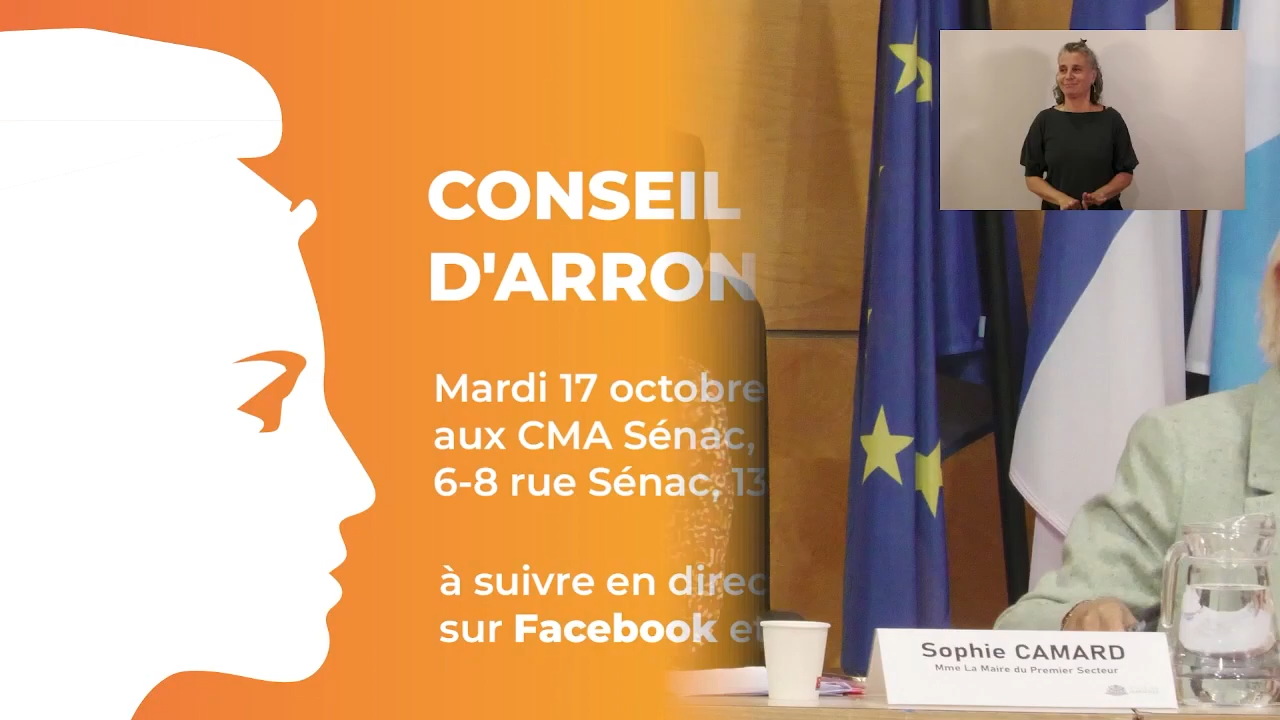 CONSEIL
D'ARRON
Mardi 17 octobre
aux CMA Sénac,
6-8 rue Sénac, 13
à suivre en direc
sur Facebook et
Sophie CAMARD
Mme La Maire du Premier Secteur